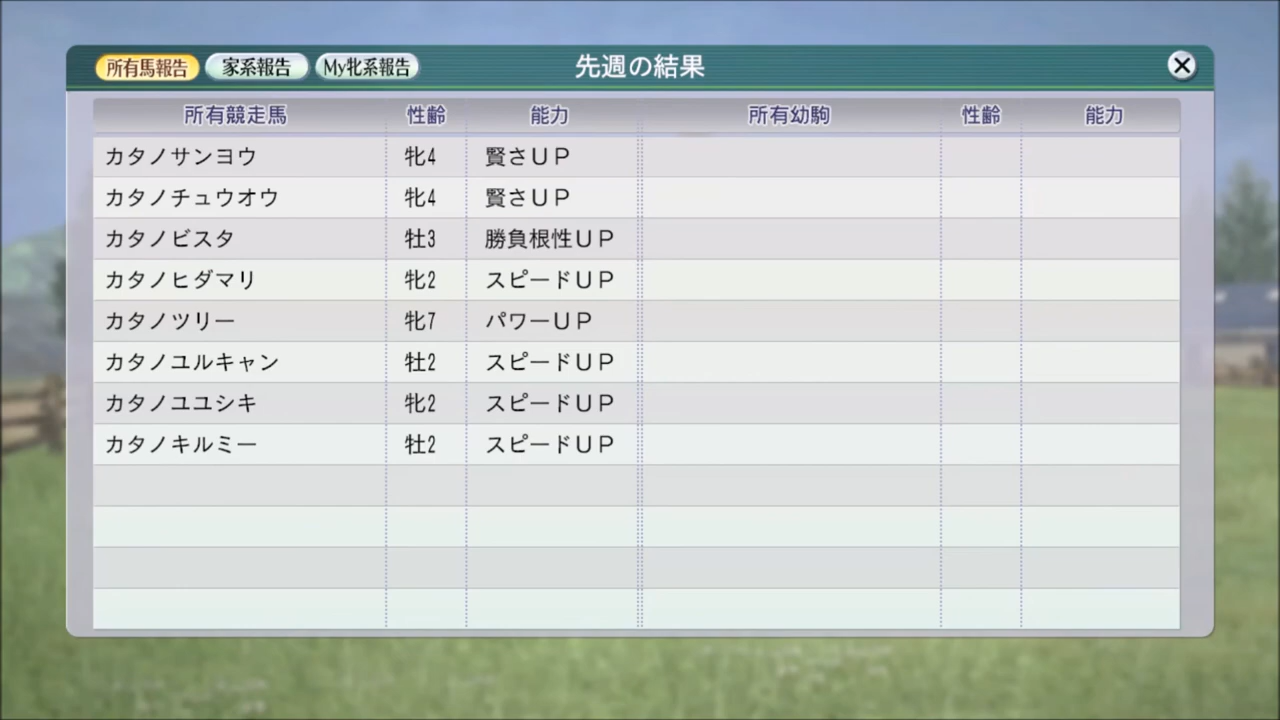 所有馬報告 家系報告 My牝系報告 先週の結果
所有競走馬 性齢 能力 所有幼駒 性齢 能力
カタノサンヨウ 牝4 賢さＵＰ
カタノチュウオウ 牝4 賢さＵＰ
カタノビスタ 牡3 勝負根性ＵＰ
カタノヒダマリ 牝2 スピードＵＰ
カタノツリー 牝7 パワーＵＰ
カタノユルキャン 牡2 スピードＵＰ
カタノユユシキ 牝2 スピードＵＰ
カタノキルミー 牡2 スピードＵＰ